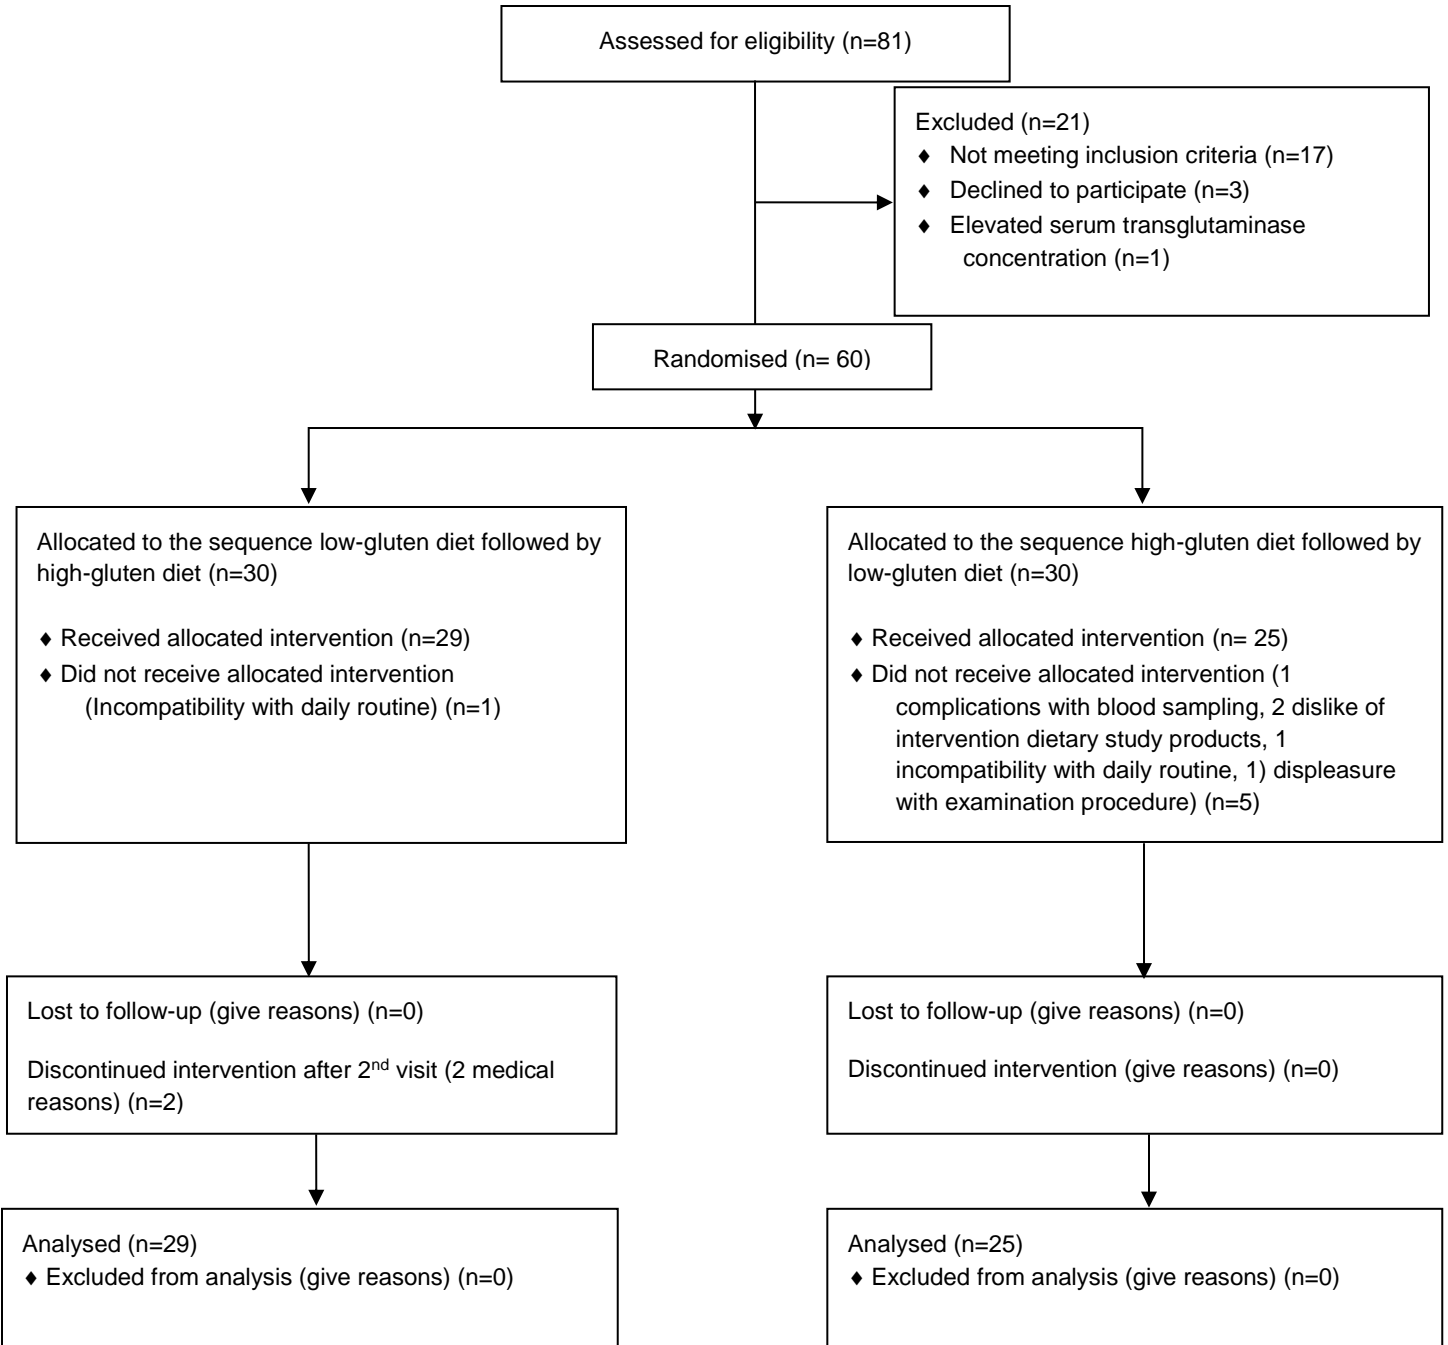 Assessed for eligibility (n=81)
Excluded (n=21)
♦ Not meeting inclusion criteria (n=17)
♦ Declined to participate (n=3)
♦ Elevated serum transglutaminase
concentration (n=1)
Randomised (n= 60)
Allocated to the sequence low-gluten diet followed by
high-gluten diet (n=30)
♦ Received allocated intervention (n=29)
♦ Did not receive allocated intervention
(Incompatibility with daily routine) (n=1)
Allocated to the sequence high-gluten diet followed by
low-gluten diet (n=30)
♦ Received allocated intervention (n= 25)
♦ Did not receive allocated intervention (1
complications with blood sampling, 2 dislike of
intervention dietary study products, 1
incompatibility with daily routine, 1) displeasure
with examination procedure) (n=5)
Lost to follow-up (give reasons) (n=0)
Discontinued intervention after 2nd visit (2 medical
reasons) (n=2)
Lost to follow-up (give reasons) (n=0)
Discontinued intervention (give reasons) (n=0)
Analysed (n=29)
♦ Excluded from analysis (give reasons) (n=0)
Analysed (n=25)
♦ Excluded from analysis (give reasons) (n=0)